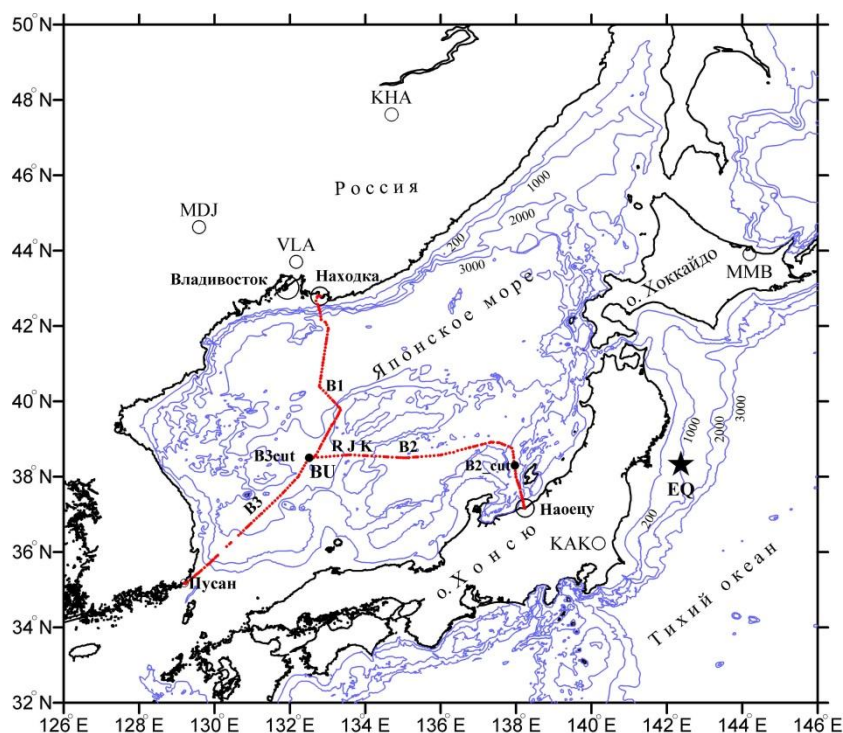 50 N
48 N
46 N
44 N
42 N
40 N
38 N
36 N
34 N
32 N
KHA
Россия
MDJ
VLA
Владивосток
Находка
1000
200
2000
3000
Японское море
о. Хоккайдо
MMB
B1
B3cut
R J K
B2
BU
B2_cut
B3
Наоецу
Пусан
о.Хонсю
KAK
EQ
200
1000
2000
3000
Тихий океан
126 E
128 E
130 E
132 E
134 E
136 E
138 E
140 E
142 E
144 E
146 E